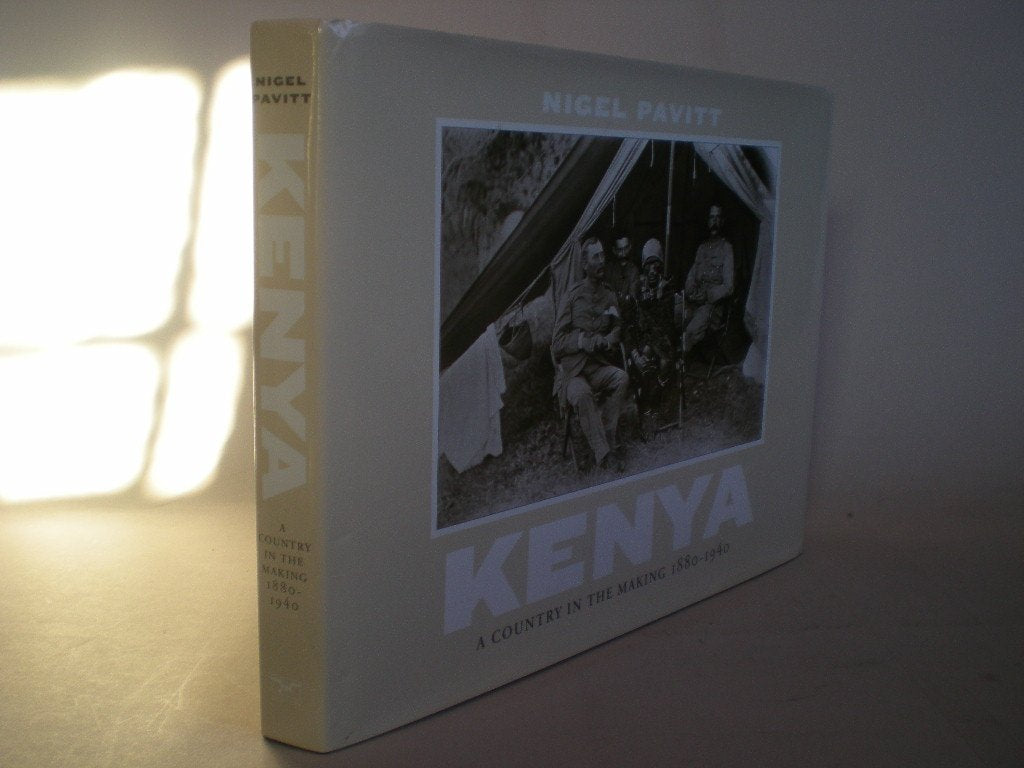 NIGEL
PAVITT
KENYA
A
COUNTRY
IN THE
MAKING
1880-
1940
NIGEL PAVITT
KENYA
A COUNTRY IN THE MAKING 1880-1940